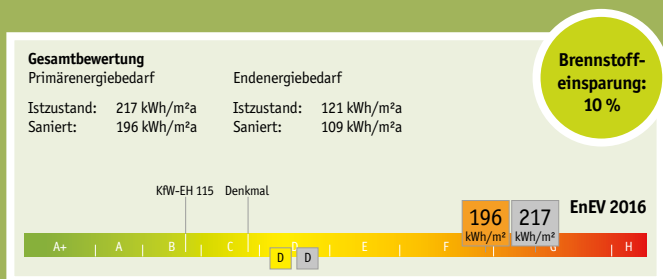 Gesamtbewertung
Primärenergiebedarf Endenergiebedarf
Istzustand: 217 kWh/m²a Istzustand: 121 kWh/m²a
Saniert: 196 kWh/m²a Saniert: 109 kWh/m²a
Brennstoff-
einsparung:
10 %
KfW-EH 115 Denkmal
196 217 EnEV 2016
kWh/m² kWh/m²
A+ A B C D E F G H
D D